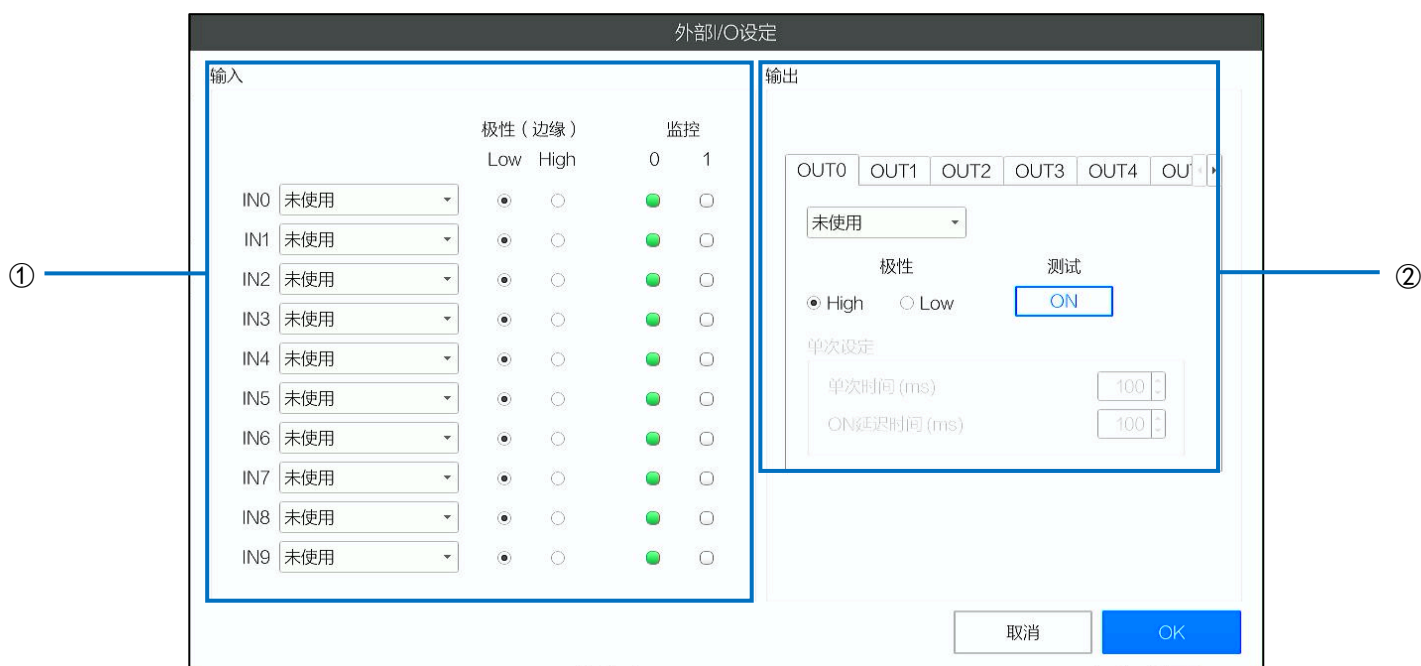 外部I/O设定
输入
极性(边缘) 监控
Low High 0 1
IN0 未使用
IN1 未使用
IN2 未使用
IN3 未使用
IN4 未使用
IN5 未使用
IN6 未使用
IN7 未使用
IN8 未使用
IN9 未使用
①
输出
OUT0 OUT1 OUT2 OUT3 OUT4 OU
未使用
极性 测试
High Low ON
单次设定
单次时间(ms) 100
ON延迟时间(ms) 100
②
取消 OK